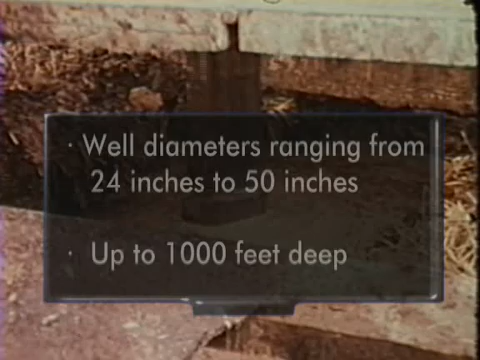 · Well diameters ranging from
24 inches to 50 inches
· Up to 1000 feet deep